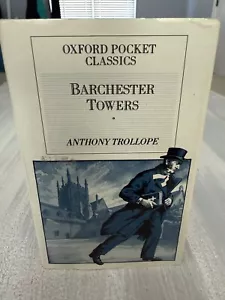 OXFORD POCKET
CLASSICS
BARCHESTER
TOWERS
•
ANTHONY TROLLOPE